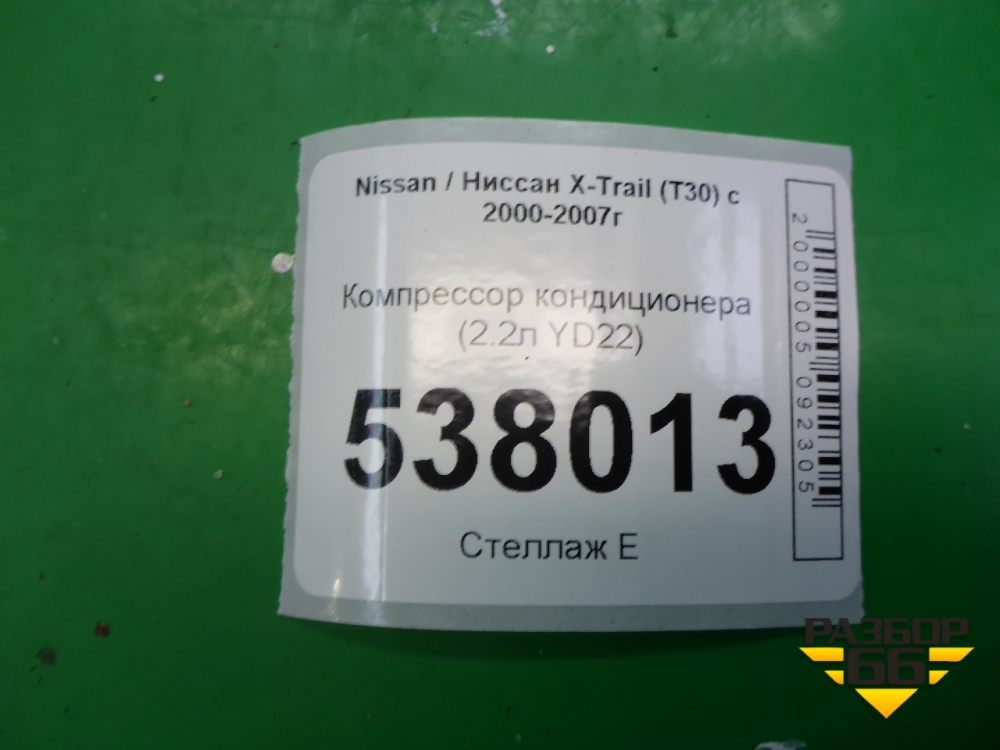 Nissan / Ниссан X-Trail (T30) с
2000-2007г
Компрессор кондиционера
(2.2л YD22)
538013
Стеллаж E
2000005092305
РАЗБОР
66